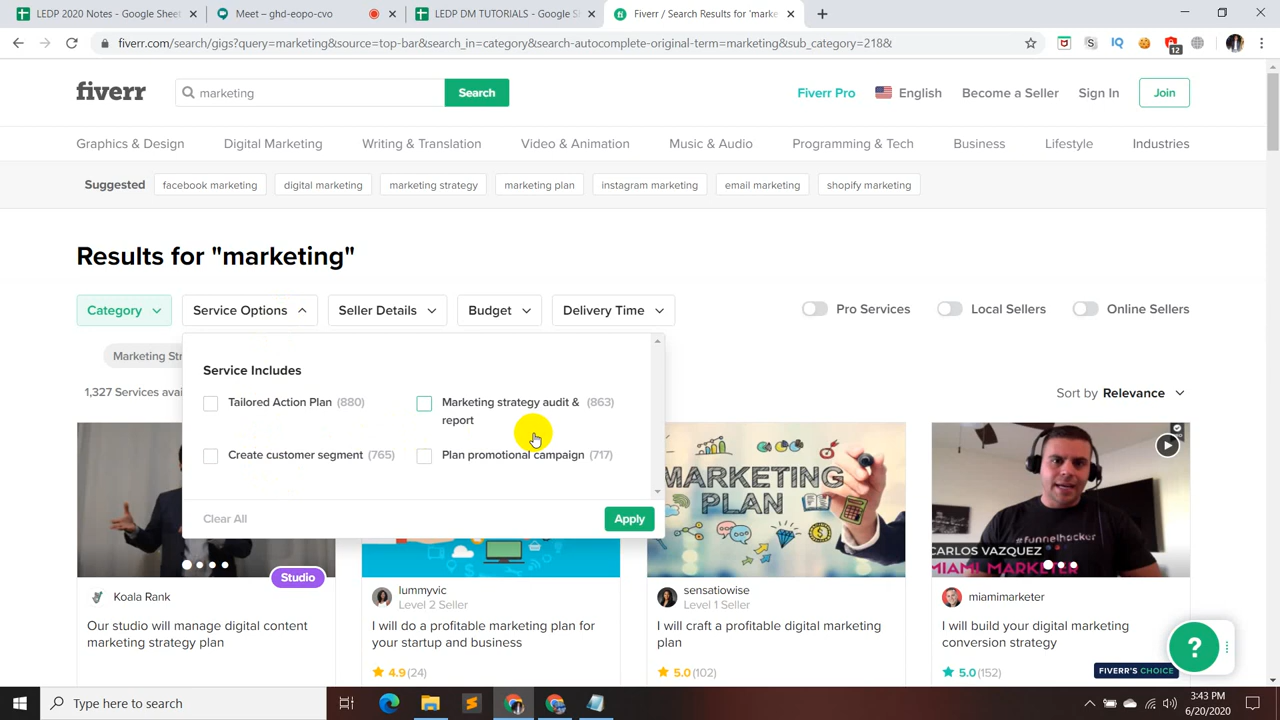 LEDP 2020 Notes - Google Sheet
Meet – ghd-eopo-cvo
LEDP DM TUTORIALS - Google S
Fiverr / Search Results for 'marke
fiverr.com/search/gigs?query=marketing&source=top-bar&search_in=category&search-autocomplete-original-term=marketing&sub_category=218&
12
fiverr
marketing
Search
Fiverr Pro
English
Become a Seller
Sign In
Join
Graphics & Design
Digital Marketing
Writing & Translation
Video & Animation
Music & Audio
Programming & Tech
Business
Lifestyle
Industries
Suggested
facebook marketing
digital marketing
marketing strategy
marketing plan
instagram marketing
email marketing
shopify marketing
Results for "marketing"
Category
Service Options
Seller Details
Budget
Delivery Time
Pro Services
Local Sellers
Online Sellers
Marketing Str
1,327 Services avai
Sort by Relevance
Service Includes
Tailored Action Plan (880)
Marketing strategy audit & (863)
report
Create customer segment (765)
Plan promotional campaign (717)
Clear All
Apply
MARKETING
PLAN
#funnelhacker
CARLOS VAZQUEZ
MIAMI MARKETER
Studio
Koala Rank
Our studio will manage digital content
marketing strategy plan
lummyvic
Level 2 Seller
I will do a profitable marketing plan for
your startup and business
4.9 (24)
sensatiowise
Level 1 Seller
I will craft a profitable digital marketing
plan
5.0 (102)
miamimarketer
I will build your digital marketing
conversion strategy
5.0 (152)
FIVERR'S CHOICE
?
Type here to search
3:43 PM
6/20/2020